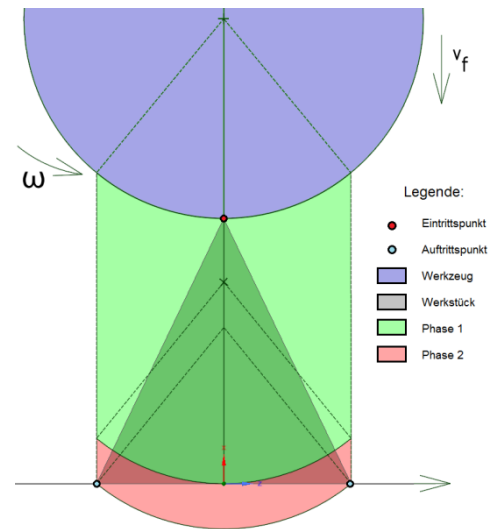 v_f
ω
Legende:
Eintrittspunkt
Auftrittspunkt
Werkzeug
Werkstück
Phase 1
Phase 2